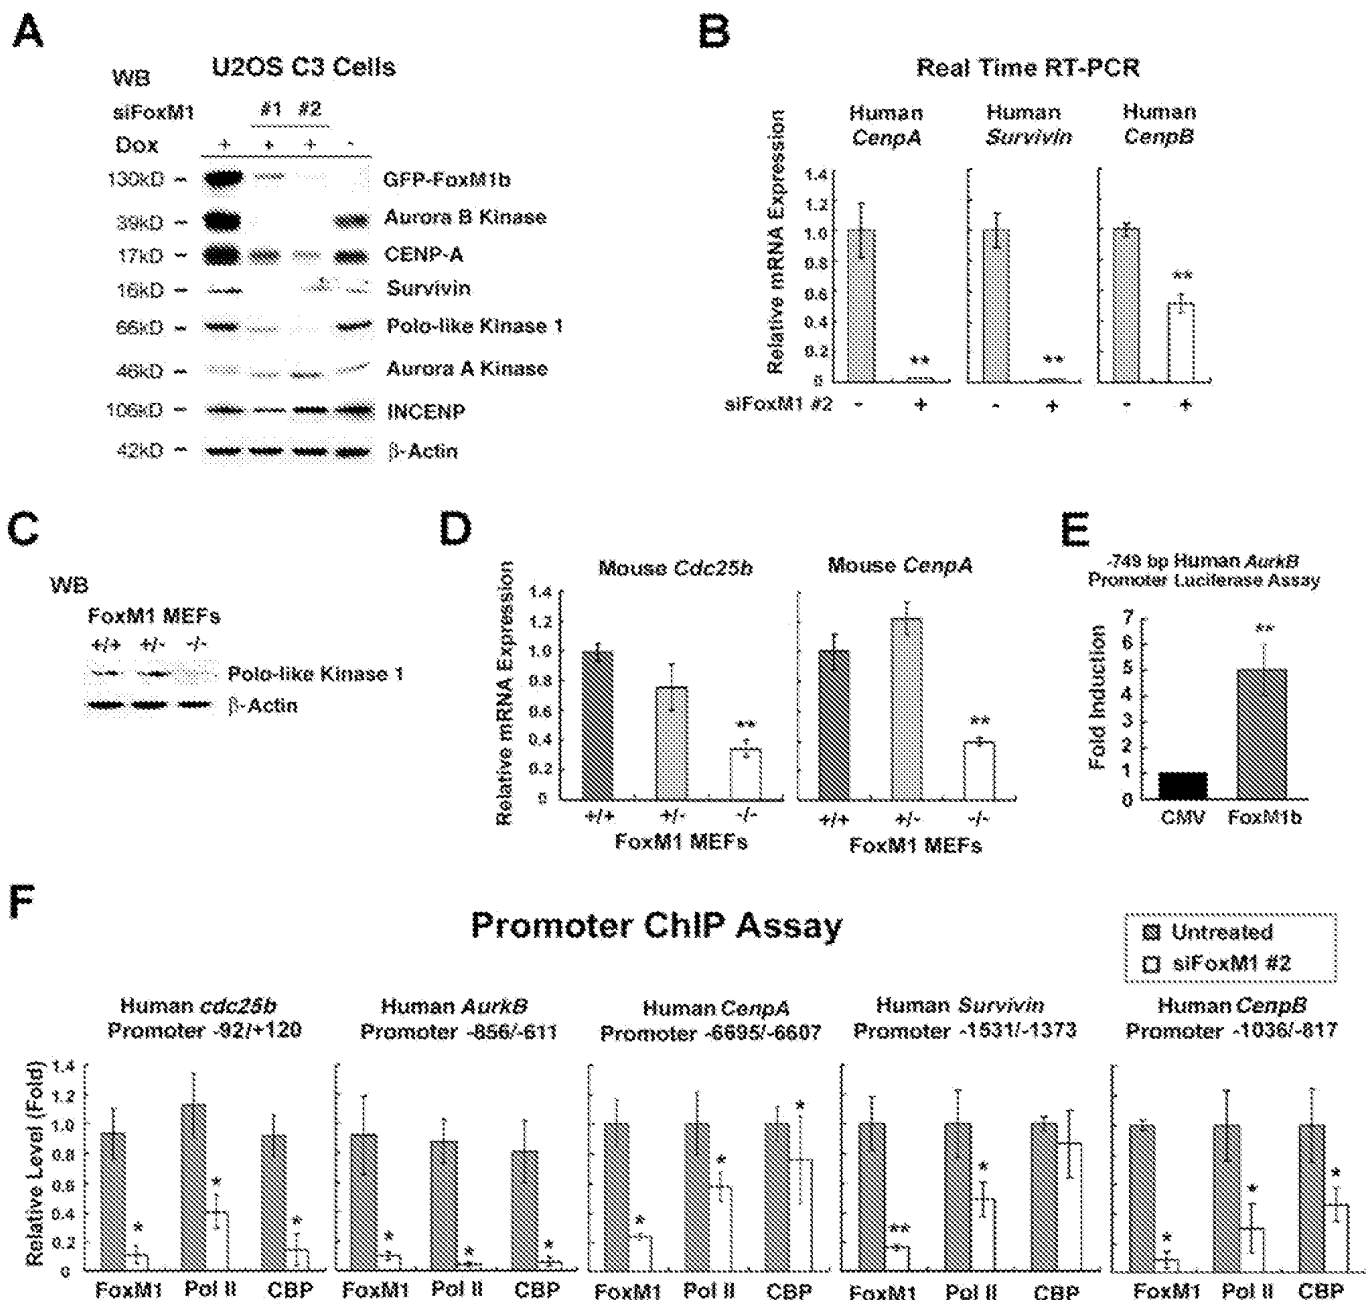 A
U2OS C3 Cells
WB
siFoxM1 #1 #2
Dox + + + -
130kD – GFP-FoxM1b
39kD – Aurora B Kinase
17kD – CENP-A
16kD – Survivin
66kD – Polo-like Kinase 1
46kD – Aurora A Kinase
106kD – INCENP
42kD – β-Actin
B
Real Time RT-PCR
Human CenpA
Human Survivin
Human CenpB
Relative mRNA Expression
1.4
1.2
1.0
0.8
0.6
0.4
0.2
0
** ** **
siFoxM1 #2 - + - + - +
C
WB
FoxM1 MEFs
+/+ +/- -/-
Polo-like Kinase 1
β-Actin
D
Mouse Cdc25b
Mouse CenpA
Relative mRNA Expression
1.4
1.2
1.0
0.8
0.6
0.4
0.2
0
** **
+/+ +/- -/- +/+ +/- -/-
FoxM1 MEFs FoxM1 MEFs
E
-749 bp Human AurkB
Promoter Luciferase Assay
Fold Induction
7
6
5
4
3
2
1
0
**
CMV FoxM1b
F
Promoter ChIP Assay
Untreated
siFoxM1 #2
Human cdc25b
Promoter -92/+120
Human AurkB
Promoter -856/-611
Human CenpA
Promoter -6695/-6607
Human Survivin
Promoter -1531/-1373
Human CenpB
Promoter -1036/-817
Relative Level (Fold)
1.4
1.2
1.0
0.8
0.6
0.4
0.2
0
* * * * * * * * * ** * * * *
FoxM1 Pol II CBP FoxM1 Pol II CBP FoxM1 Pol II CBP FoxM1 Pol II CBP FoxM1 Pol II CBP